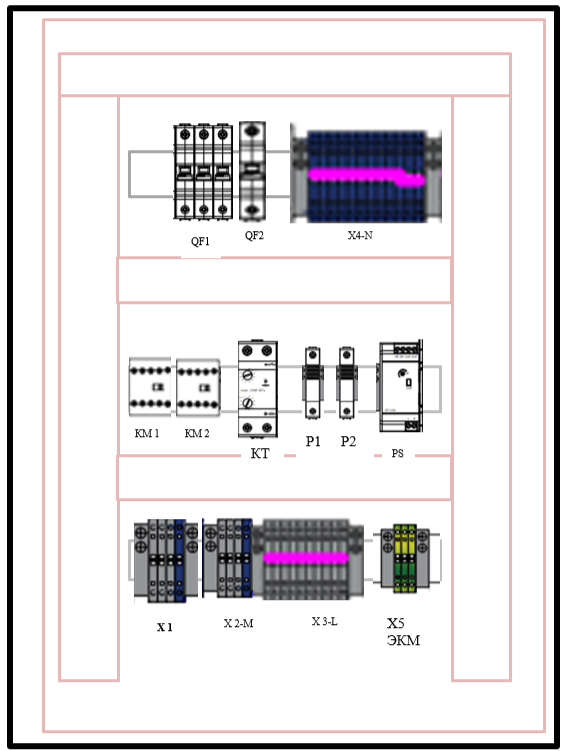 QF1
QF2
X4-N
KM 1
KM 2
KT
P1
P2
PS
X 1
X 2-M
X 3-L
X5
ЭКМ